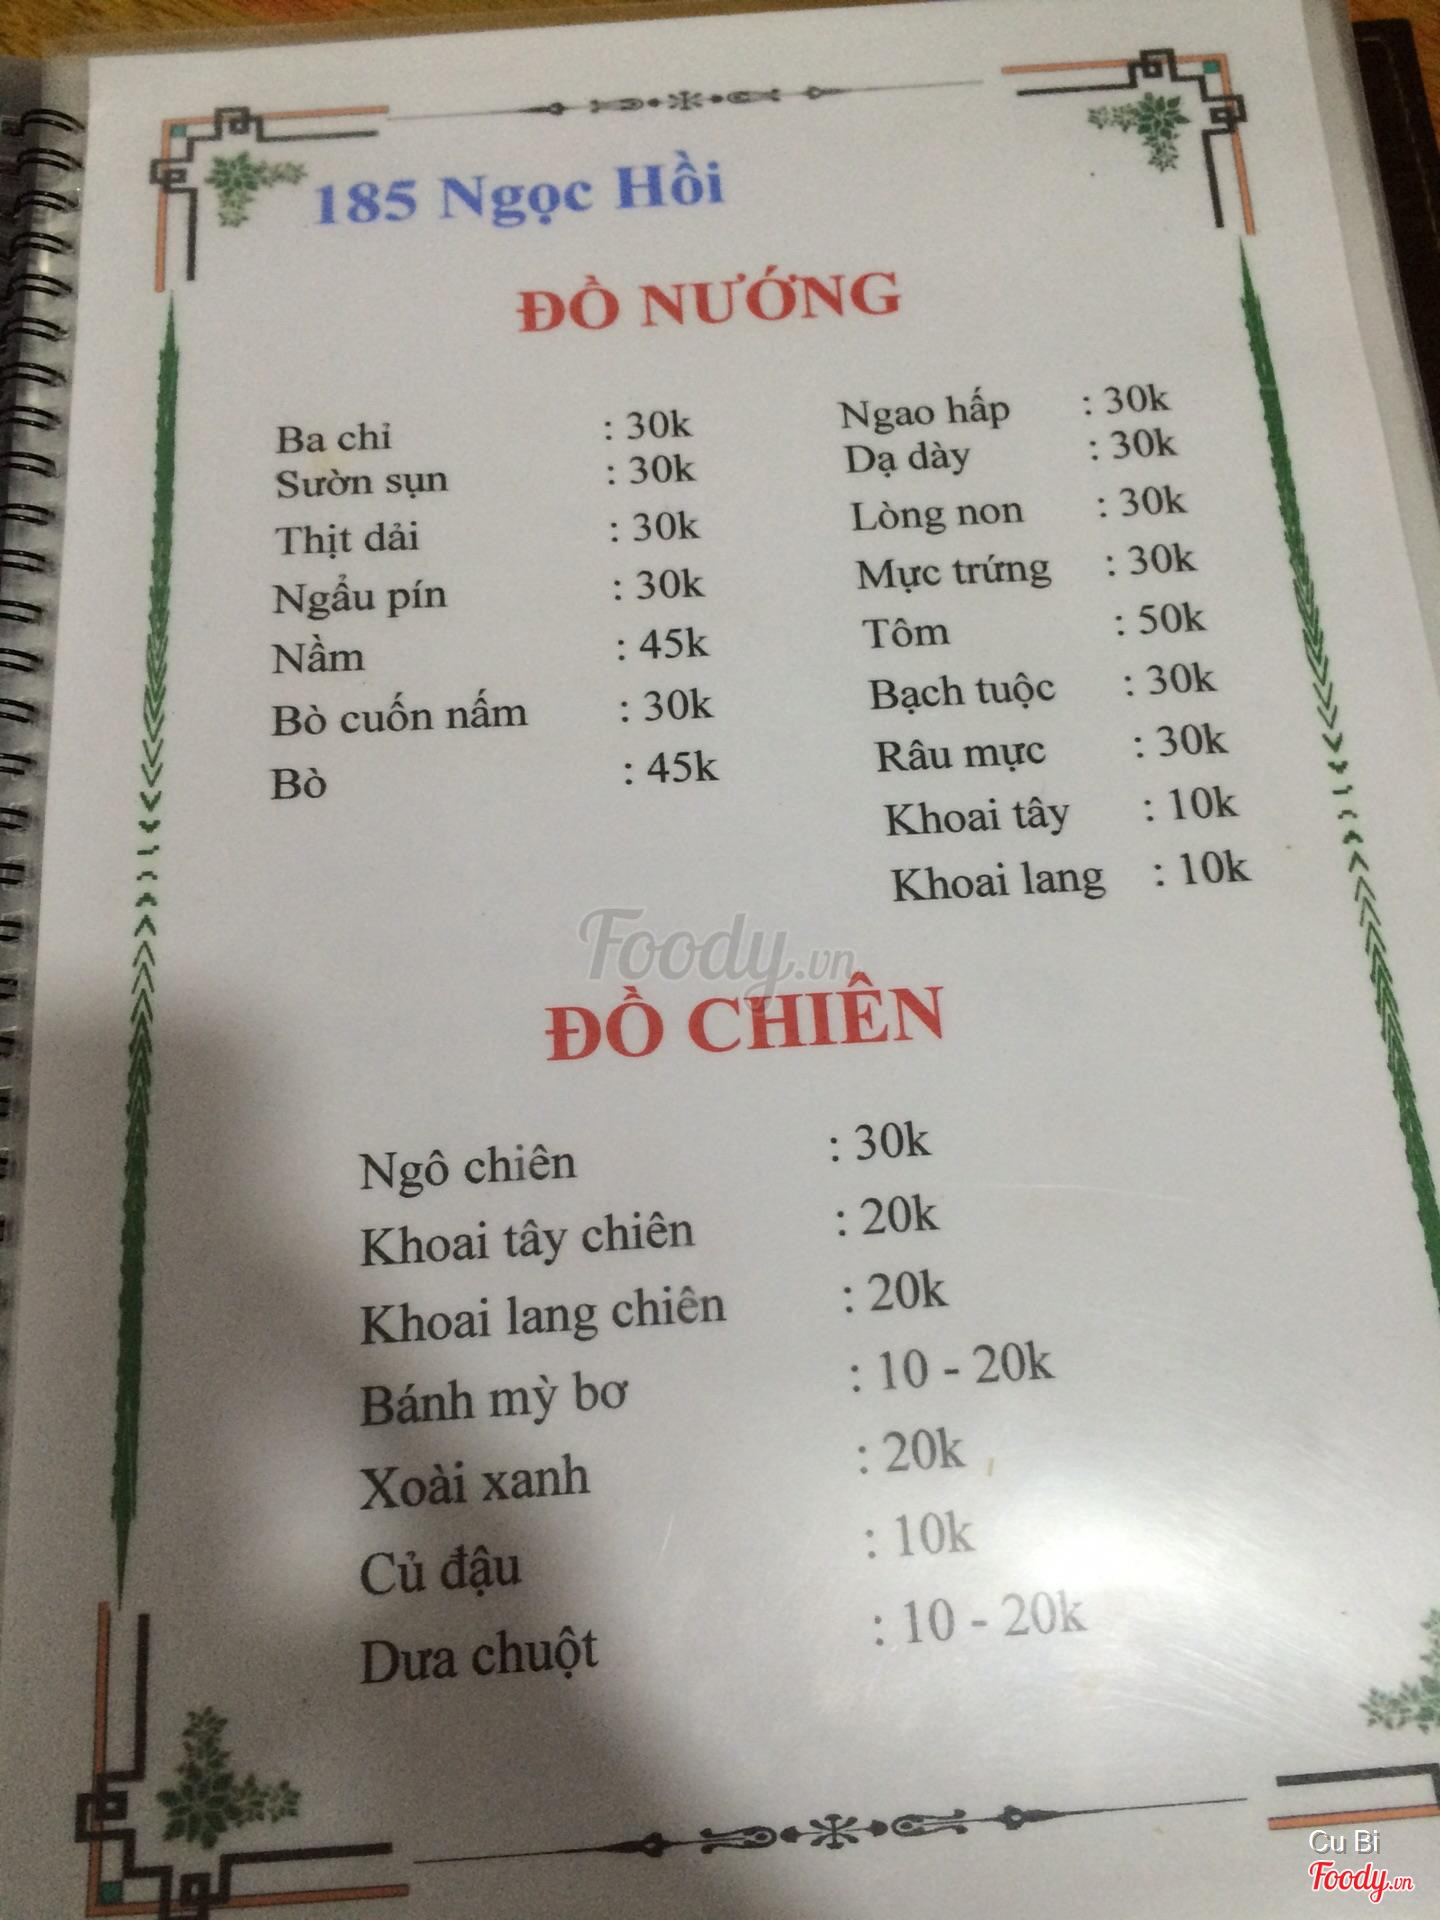 185 Ngọc Hồi
ĐỒ NƯỚNG
Ba chỉ : 30k
Sườn sụn : 30k
Thịt dải : 30k
Ngẩu pín : 30k
Nầm : 45k
Bò cuốn nấm : 30k
Bò : 45k
Ngao hấp : 30k
Dạ dày : 30k
Lòng non : 30k
Mực trứng : 30k
Tôm : 50k
Bạch tuộc : 30k
Râu mực : 30k
Khoai tây : 10k
Khoai lang : 10k
Foody.vn
ĐỒ CHIÊN
Ngô chiên : 30k
Khoai tây chiên : 20k
Khoai lang chiên : 20k
Bánh mỳ bơ : 10 - 20k
Xoài xanh : 20k
Củ đậu : 10k
Dưa chuột : 10 - 20k
Cu Bi
Foody.vn